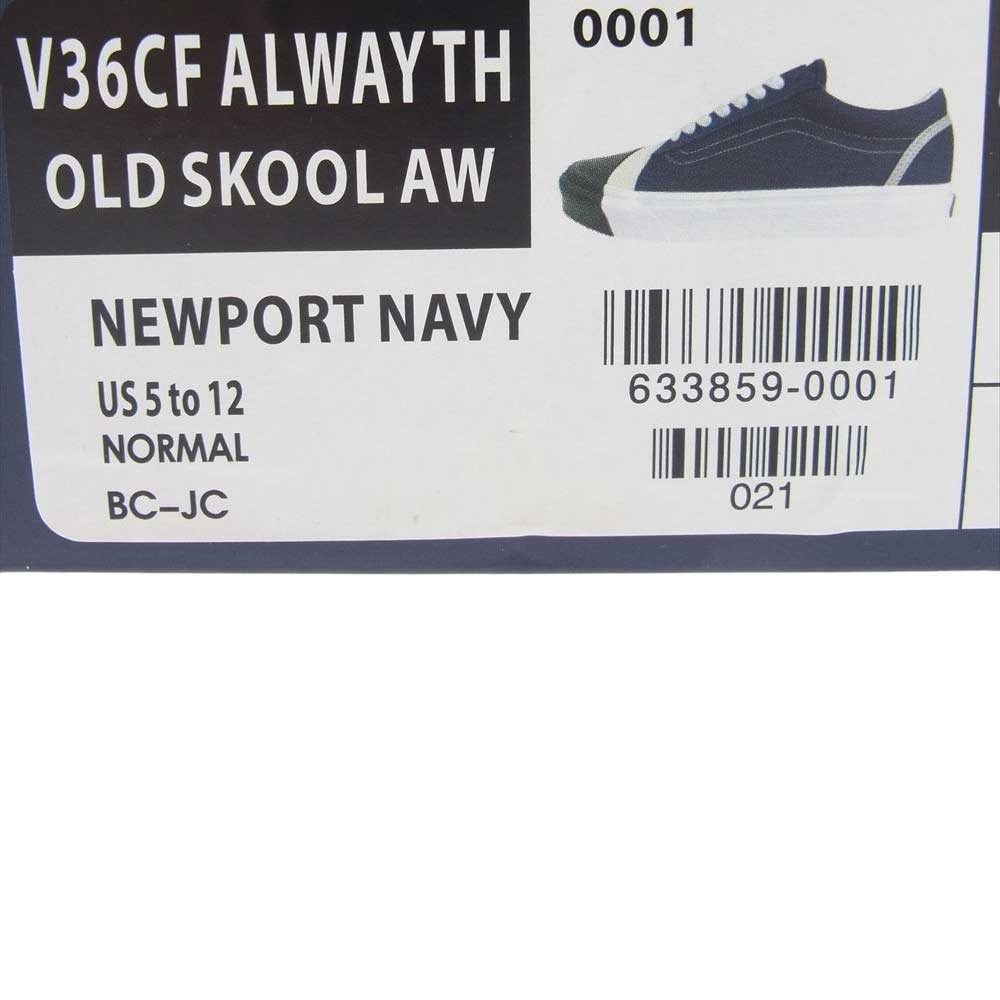 V36CF ALWAYTH
OLD SKOOL AW
0001
NEWPORT NAVY
US 5 to 12
NORMAL
BC-JC
633859-0001
021